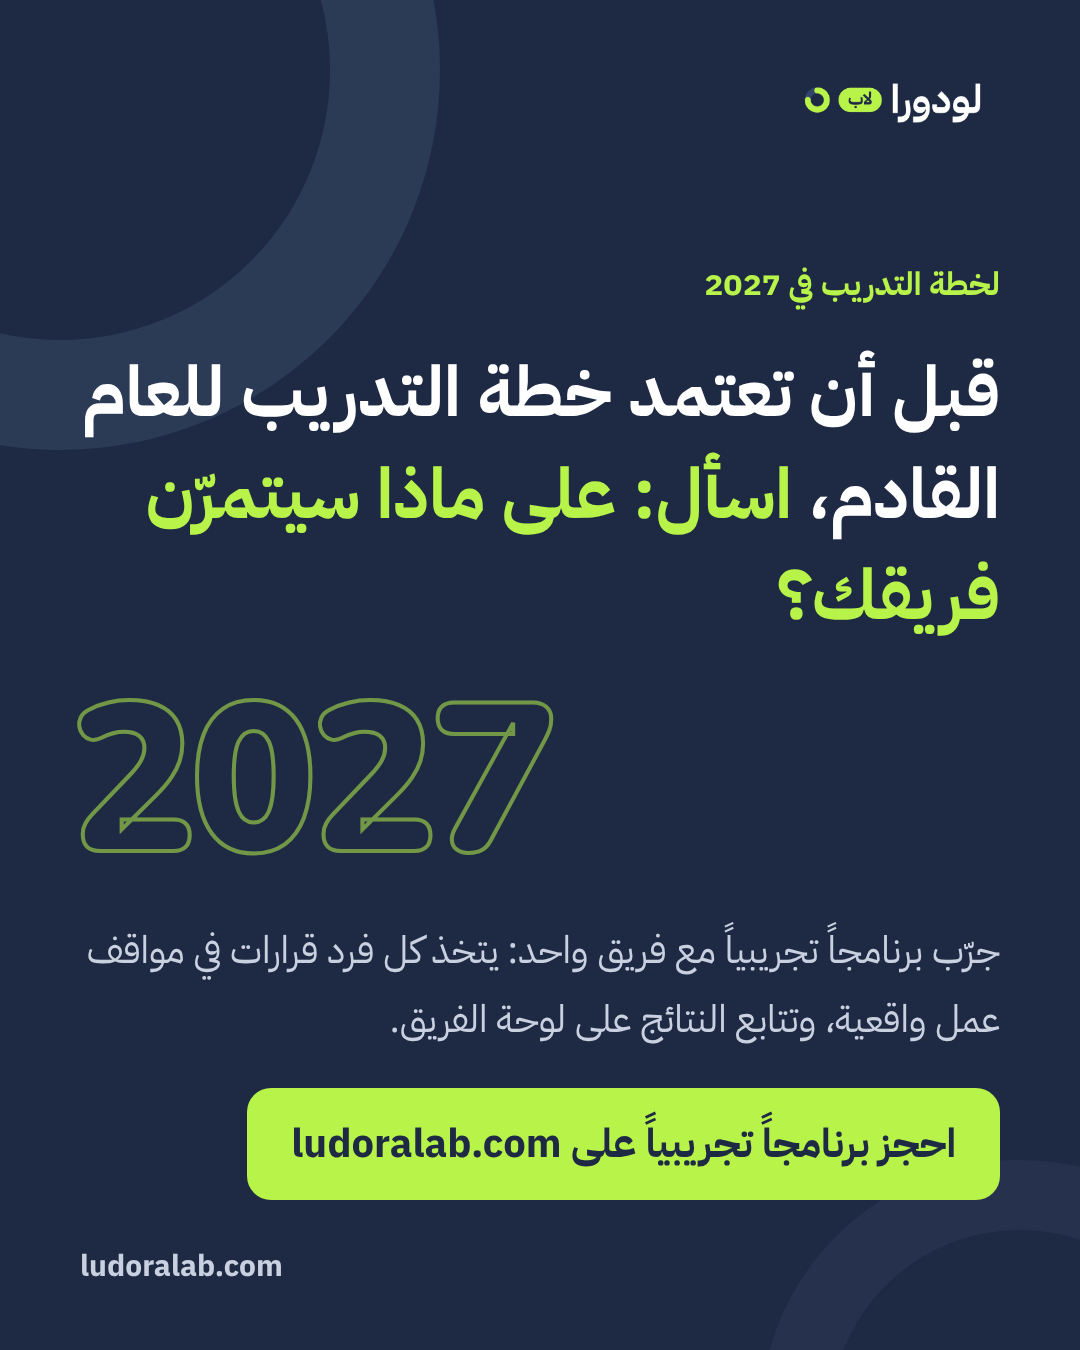 لودورا لاب
لخطة التدريب في 2027
قبل أن تعتمد خطة التدريب للعام
القادم، اسأل: على ماذا سيتمرّن
فريقك؟
2027
جرّب برنامجاً تجريبياً مع فريق واحد: يتخذ كل فرد قرارات في مواقف
عمل واقعية، وتتابع النتائج على لوحة الفريق.
احجز برنامجاً تجريبياً على ludoralab.com
ludoralab.com